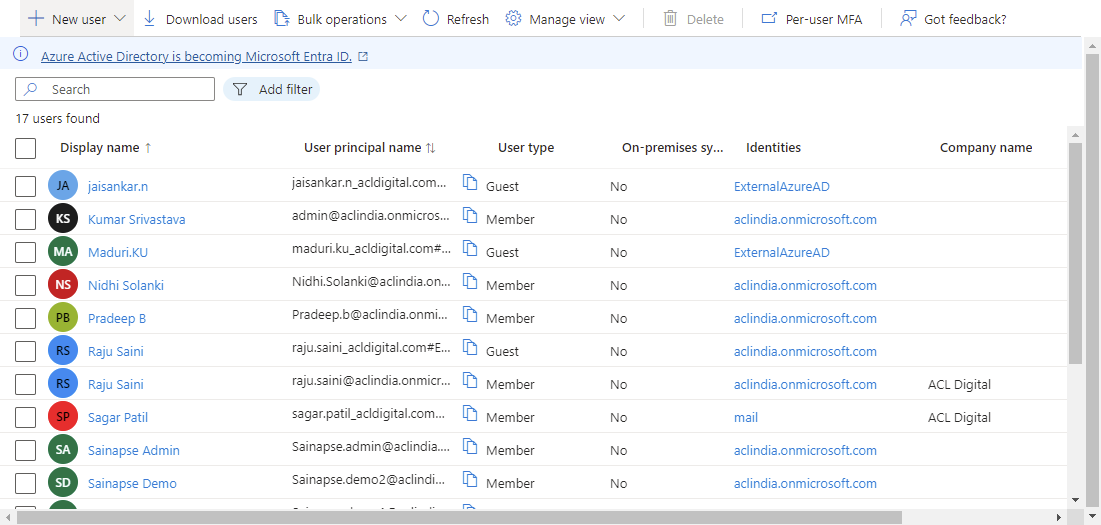 New user Download users Bulk operations Refresh Manage view Delete Per-user MFA Got feedback?
Azure Active Directory is becoming Microsoft Entra ID.
Search Add filter
17 users found
Display name ↑ User principal name ↑↓ User type On-premises sy... Identities Company name
JA jaisankar.n jaisankar.n_acldigital.com... Guest No ExternalAzureAD
KS Kumar Srivastava admin@aclindia.onmicros... Member No aclindia.onmicrosoft.com
MA Maduri.KU maduri.ku_acldigital.com#... Guest No ExternalAzureAD
NS Nidhi Solanki Nidhi.Solanki@aclindia.on... Member No aclindia.onmicrosoft.com
PB Pradeep B Pradeep.b@aclindia.onmi... Member No aclindia.onmicrosoft.com
RS Raju Saini raju.saini_acldigital.com#E... Guest No aclindia.onmicrosoft.com
RS Raju Saini raju.saini@aclindia.onmicr... Member No aclindia.onmicrosoft.com ACL Digital
SP Sagar Patil sagar.patil_acldigital.com... Member No mail ACL Digital
SA Sainapse Admin Sainapse.admin@aclindia.... Member No aclindia.onmicrosoft.com
SD Sainapse Demo Sainapse.demo2@aclindi... Member No aclindia.onmicrosoft.com